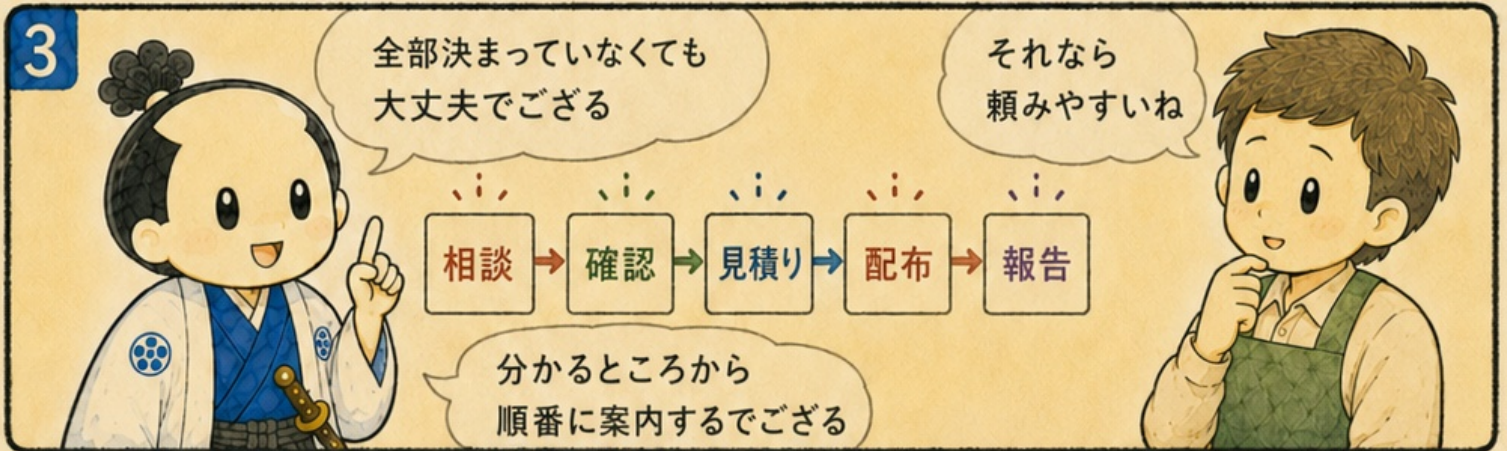 3
全部決まっていなくても
大丈夫でござる
それなら
頼みやすいね
相談→確認→見積り→配布→報告
分かるところから
順番に案内するでござる